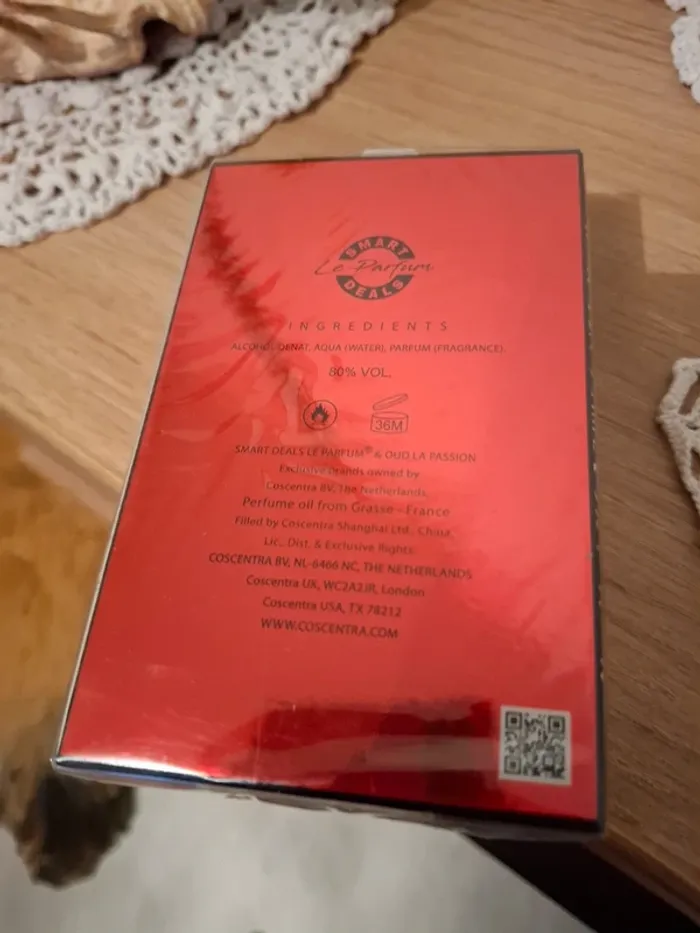 SMART
Le Parfum
DEALS
INGREDIENTS
ALCOHOL DENAT, AQUA (WATER), PARFUM (FRAGRANCE).
80% VOL.
36M
SMART DEALS LE PARFUM® & OUD LA PASSION
Exclusive brands owned by
Coscentra BV, The Netherlands,
Perfume oil from Grasse - France
Filled by Coscentra Shanghai Ltd., China,
Lic., Dist. & Exclusive Rights:
COSCENTRA BV, NL-6466 NC, THE NETHERLANDS
Coscentra UK, WC2A2JR, London
Coscentra USA, TX 78212
WWW.COSCENTRA.COM